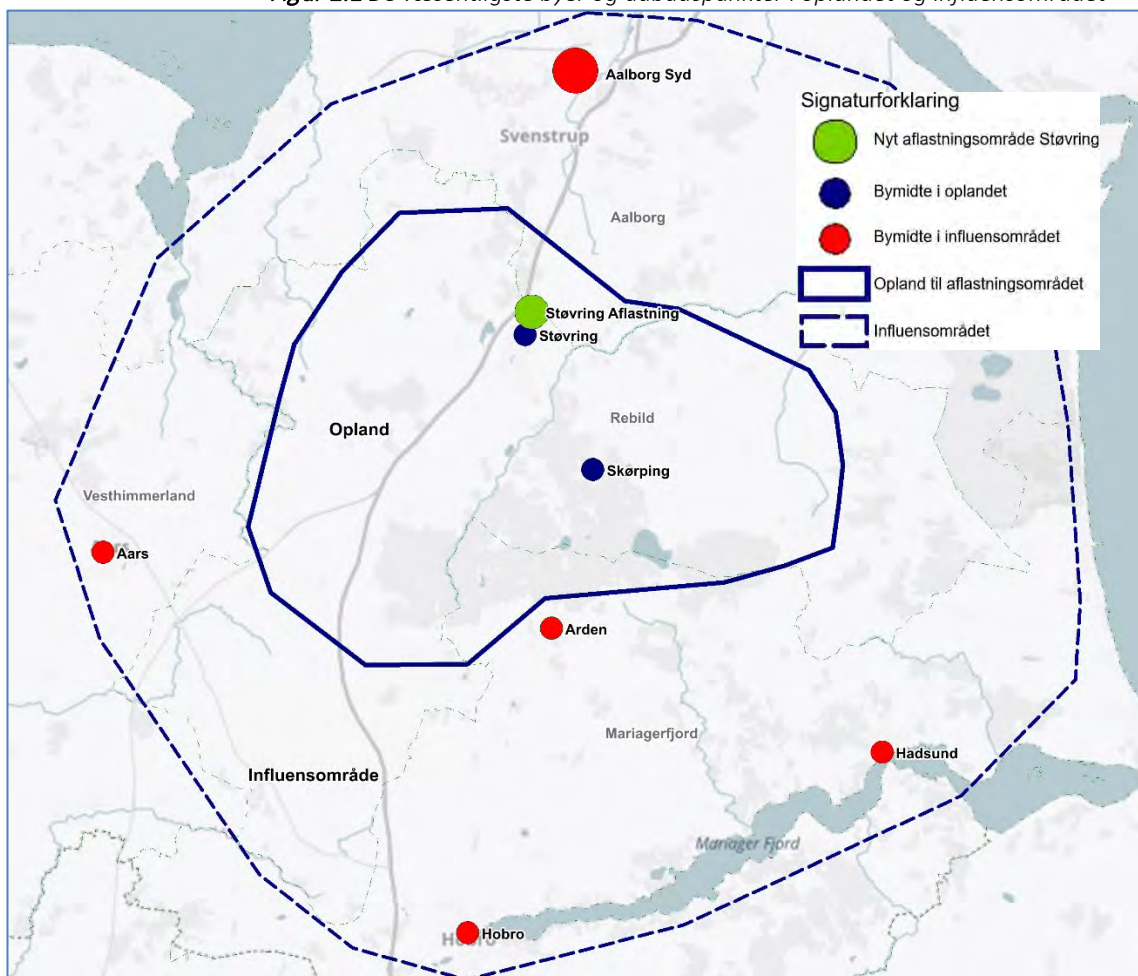 Figur 2.1 De væsentligste byer og udbudspunkter i oplandet og influensområdet
Aalborg Syd
Svenstrup
Aalborg
Signaturforklaring
Nyt aflastningsområde Støvring
Bymidte i oplandet
Bymidte i influensområdet
Opland til aflastningsområdet
Influensområdet
Støvring Aflastning
Støvring
Opland
Rebild
Skørping
Vesthimmerland
Aars
Arden
Mariagerfjord
Hadsund
Influensområde
Mariager Fjord
Hobro
Hobro